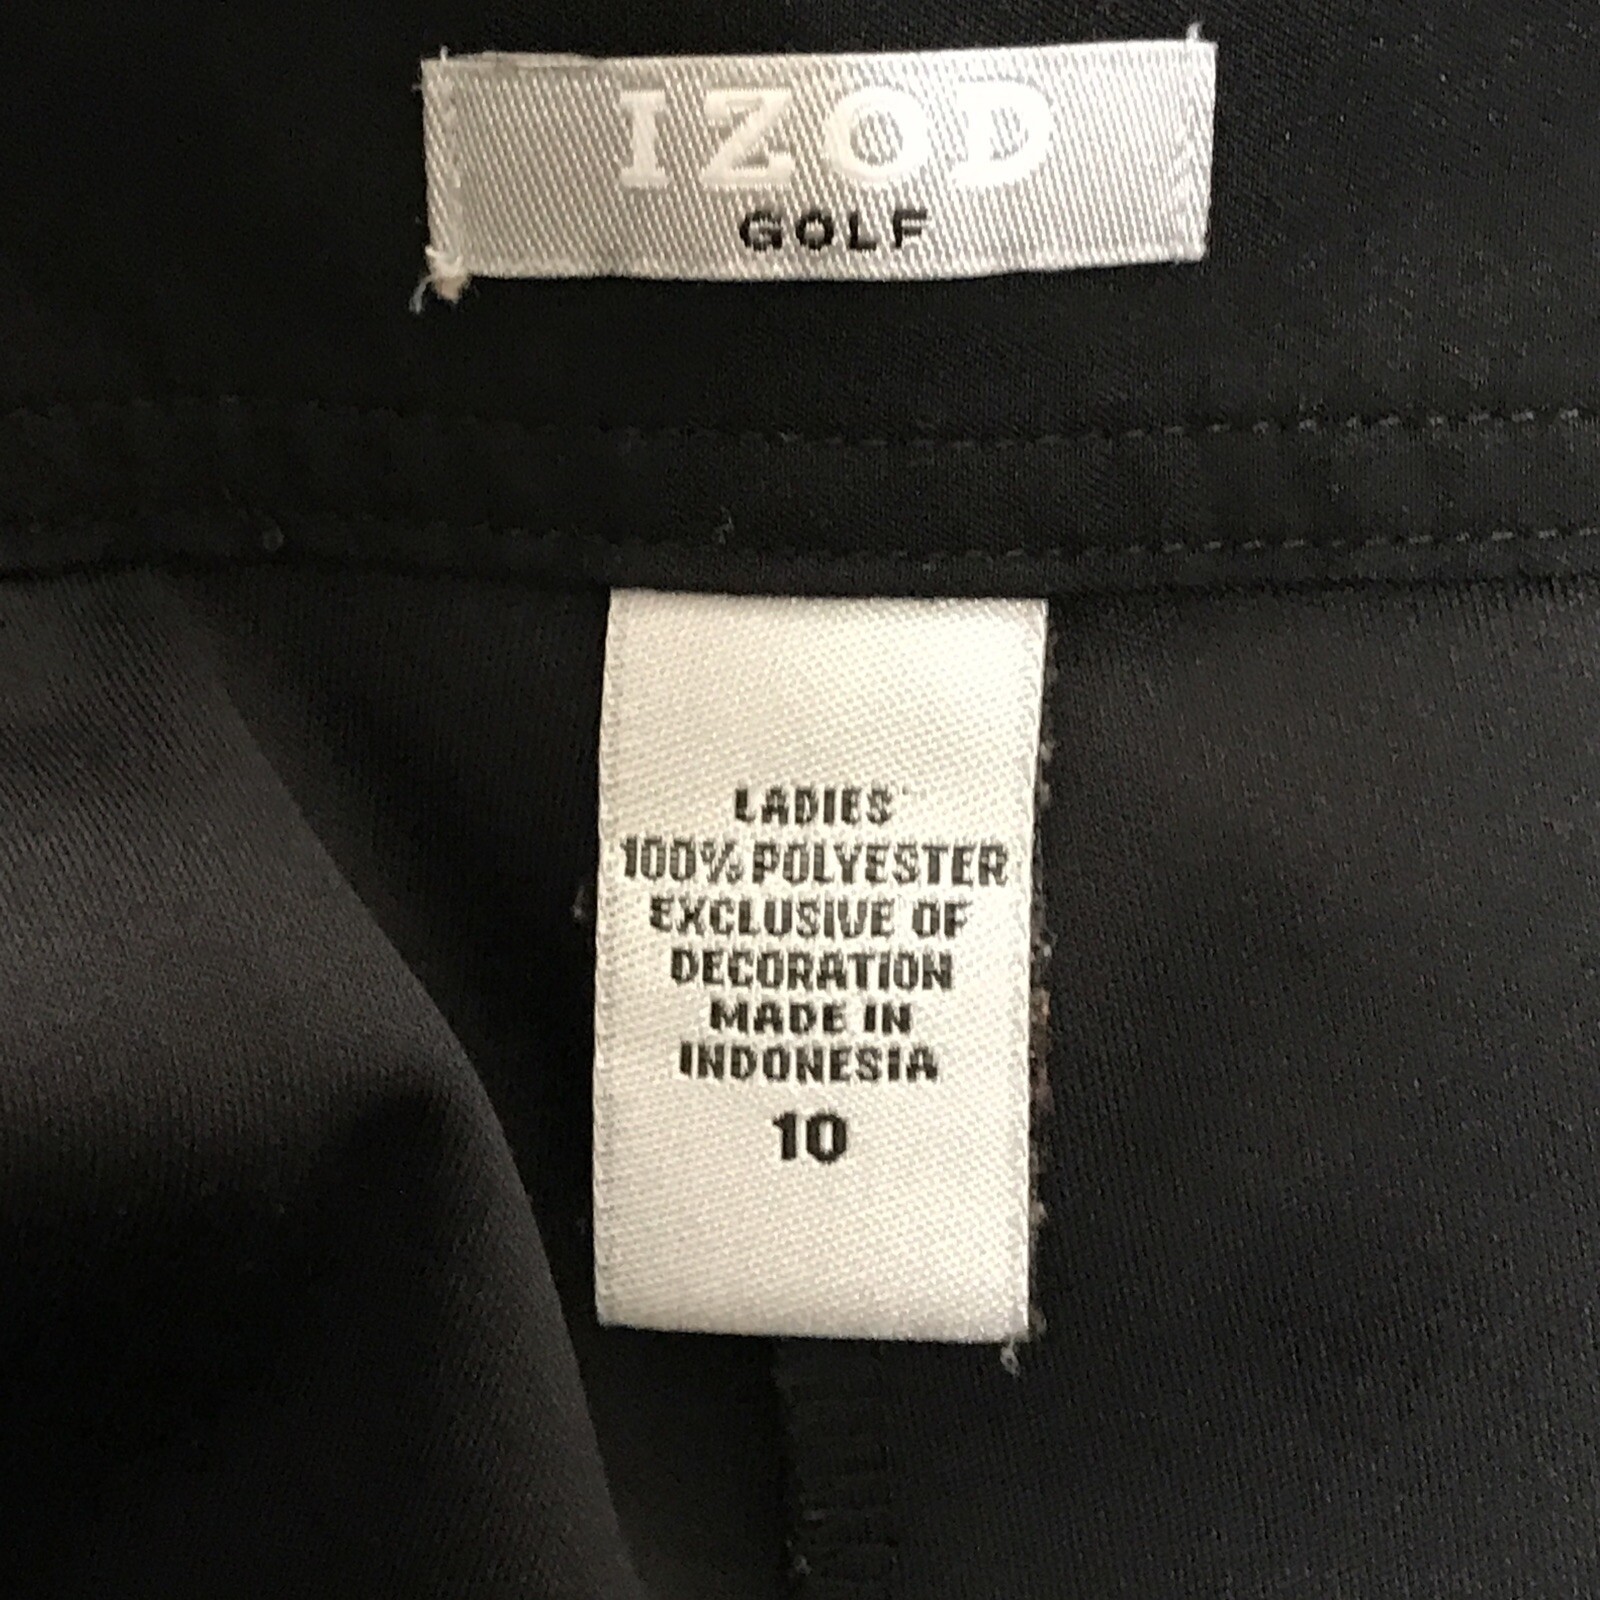 IZOD
GOLF
LADIES
100% POLYESTER
EXCLUSIVE OF
DECORATION
MADE IN
INDONESIA
10